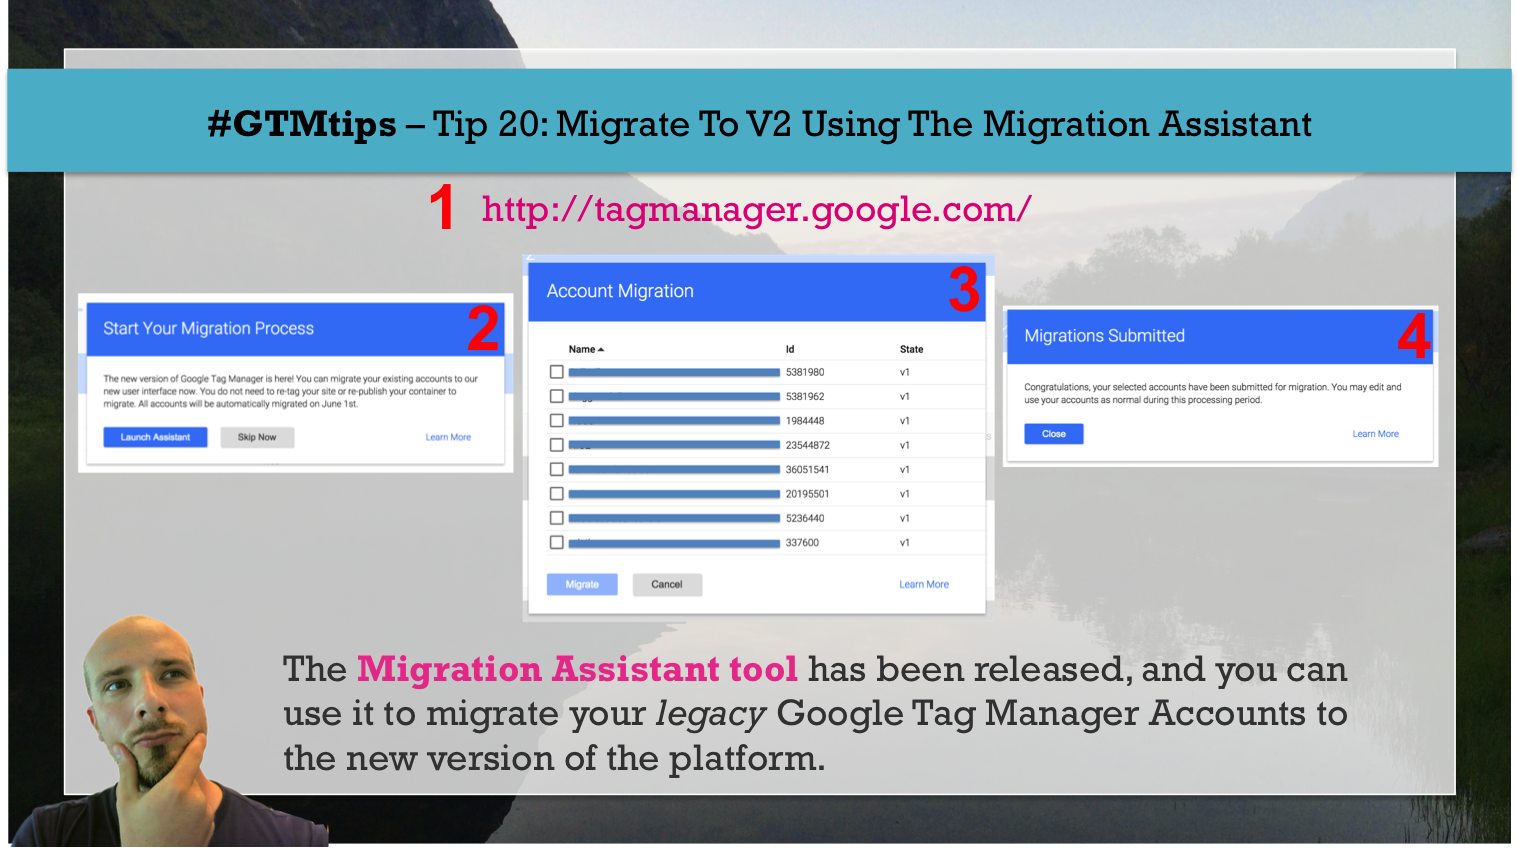 #GTMtips – Tip 20: Migrate To V2 Using The Migration Assistant
1 http://tagmanager.google.com/
2
Start Your Migration Process
The new version of Google Tag Manager is here! You can migrate your existing accounts to our
new user interface now. You do not need to re-tag your site or re-publish your container to
migrate. All accounts will be automatically migrated on June 1st.
Launch Assistant Skip Now Learn More
3
Account Migration
Name Id State
5381980 v1
5381962 v1
1984448 v1
23544872 v1
36051541 v1
20195501 v1
5236440 v1
337600 v1
Migrate Cancel Learn More
4
Migrations Submitted
Congratulations, your selected accounts have been submitted for migration. You may edit and
use your accounts as normal during this processing period.
Close Learn More
The Migration Assistant tool has been released, and you can
use it to migrate your legacy Google Tag Manager Accounts to
the new version of the platform.